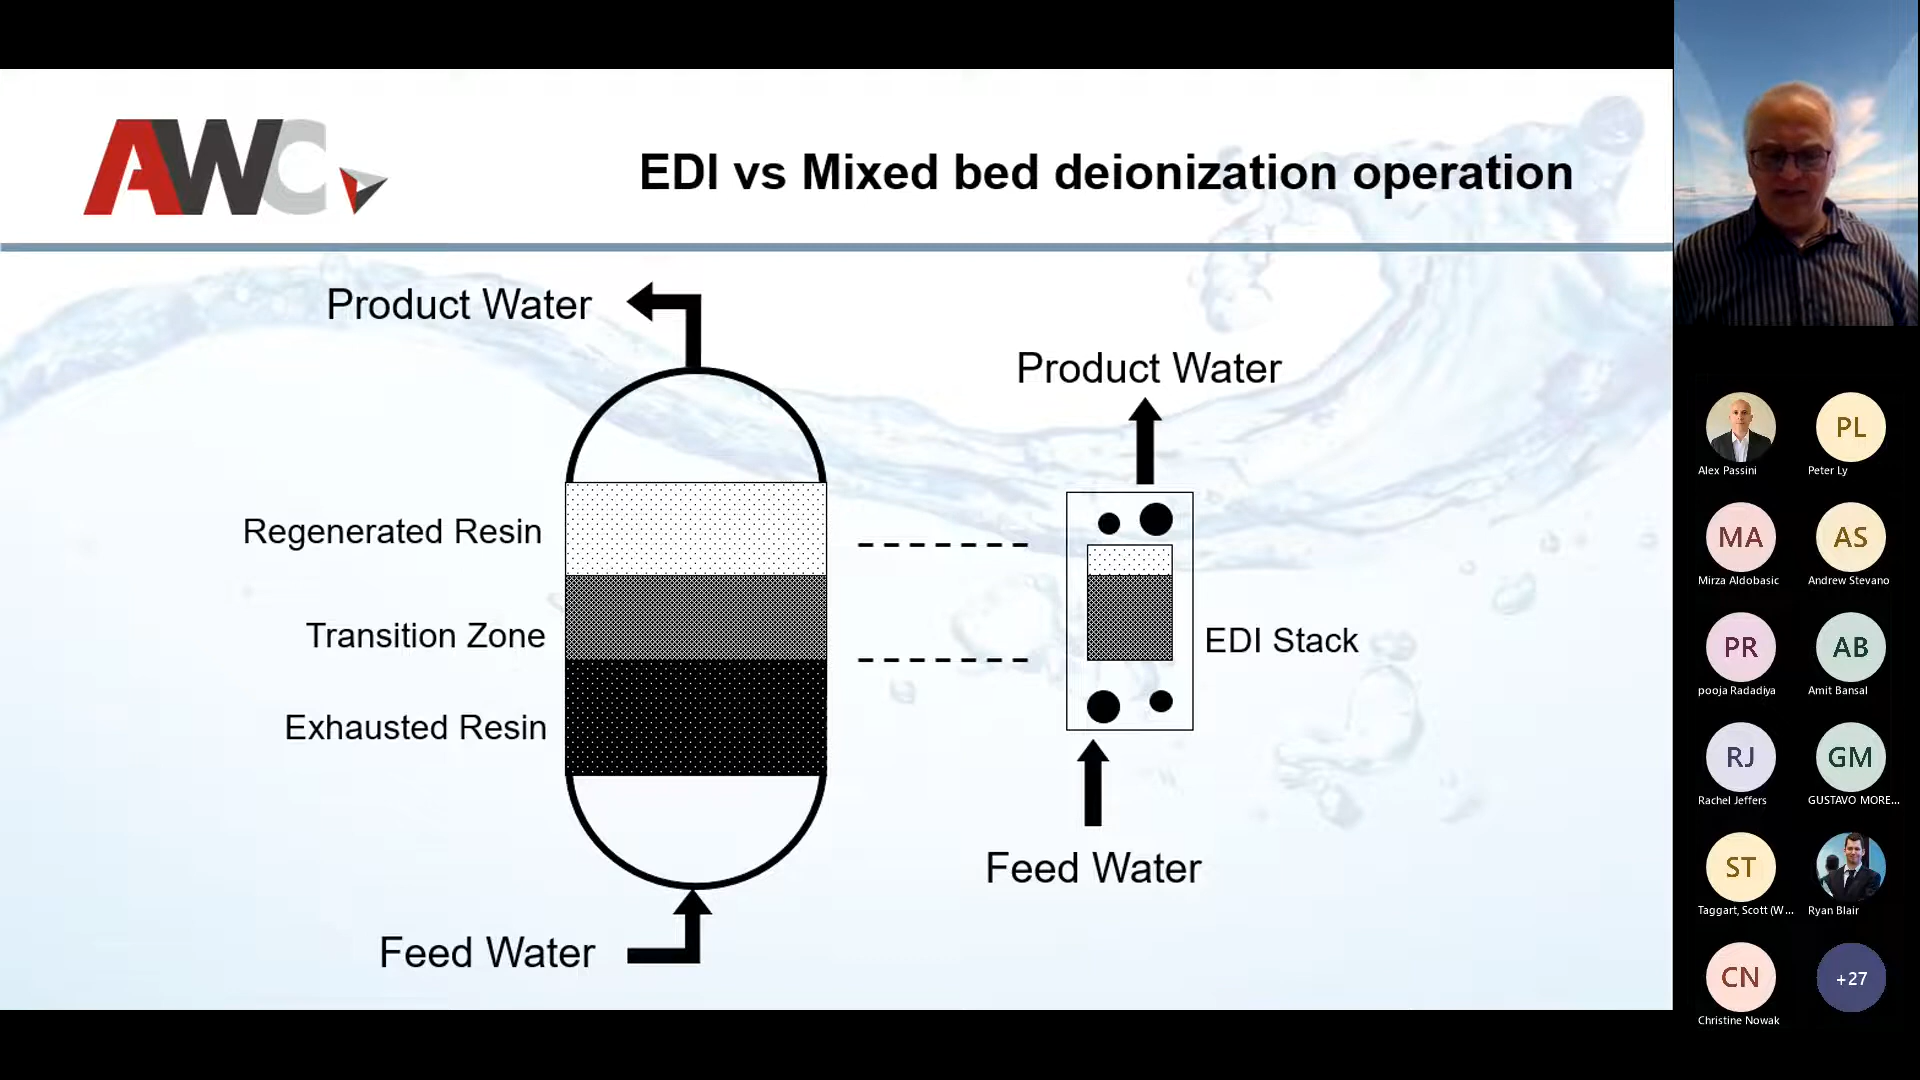 AWC
EDI vs Mixed bed deionization operation
Product Water
Product Water
Regenerated Resin
Transition Zone
EDI Stack
Exhausted Resin
Feed Water
Feed Water
Alex Passini
PL
Peter Ly
MA
Mirza Aldobasic
AS
Andrew Stevano
PR
pooja Radadiya
AB
Amit Bansal
RJ
Rachel Jeffers
GM
GUSTAVO MORE...
ST
Taggart, Scott (W...
Ryan Blair
CN
Christine Nowak
+27